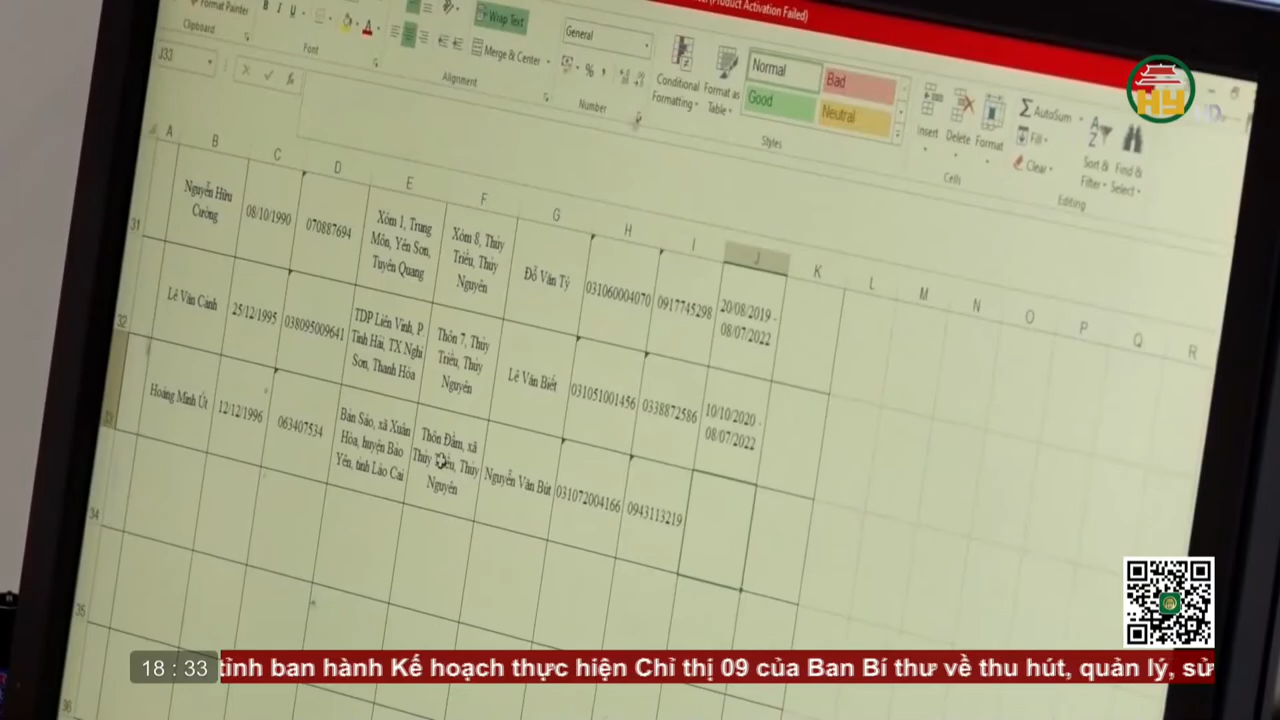 (Product Activation Failed)
Format Painter
Clipboard
B I U
Font
Wrap Text
Merge & Center
Alignment
General
%
Number
Conditional
Formatting
Format as
Table
Normal
Bad
Good
Neutral
Styles
Insert
Delete
Format
Cells
AutoSum
Fill
Clear
Sort &
Filter
Find &
Select
Editing
HY
J33
fx
A B C D E F G H I J K L M N O P Q R
31
Nguyễn Hữu
Cường
08/10/1990
070887694
Xóm 1, Trung
Môn, Yên Sơn,
Tuyên Quang
Xóm 8, Thủy
Triều, Thủy
Nguyên
Đỗ Văn Tý
031060004070
0917745298
20/08/2019 -
08/07/2022
32
Lê Văn Cảnh
25/12/1995
038095009641
TDP Liên Vinh, P.
Tĩnh Hải, TX Nghi
Sơn, Thanh Hóa
Thôn 7, Thủy
Triều, Thủy
Nguyên
Lê Văn Biết
031051001456
0338872586
10/10/2020 -
08/07/2022
33
Hoàng Minh Út
12/12/1996
063407534
Bản Sáo, xã Xuân
Hòa, huyện Bảo
Yên, tỉnh Lào Cai
Thôn Đầm, xã
Thủy Triều, Thủy
Nguyên
Nguyễn Văn Bút
031072004166
0943113219
34
35
36
18 : 33
tỉnh ban hành Kế hoạch thực hiện Chỉ thị 09 của Ban Bí thư về thu hút, quản lý, sử